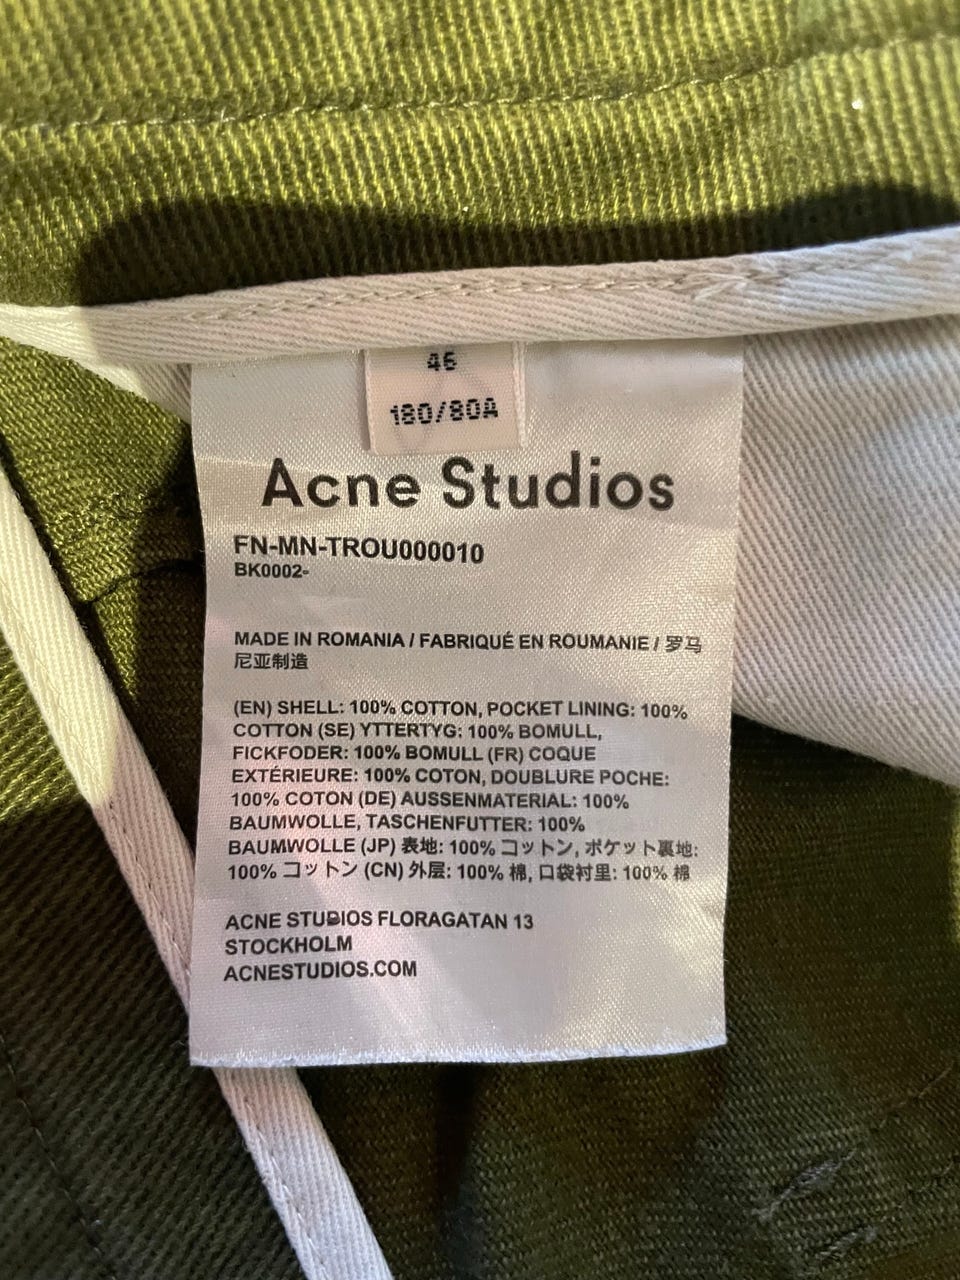 46
180/80A
Acne Studios
FN-MN-TROU000010
BK0002-
MADE IN ROMANIA / FABRIQUÉ EN ROUMANIE / 罗马
尼亚制造
(EN) SHELL: 100% COTTON, POCKET LINING: 100%
COTTON (SE) YTTERTYG: 100% BOMULL,
FICKFODER: 100% BOMULL (FR) COQUE
EXTÉRIEURE: 100% COTON, DOUBLURE POCHE:
100% COTON (DE) AUSSENMATERIAL: 100%
BAUMWOLLE, TASCHENFUTTER: 100%
BAUMWOLLE (JP) 表地: 100% コットン, ポケット裏地:
100% コットン (CN) 外层: 100% 棉, 口袋衬里: 100% 棉
ACNE STUDIOS FLORAGATAN 13
STOCKHOLM
ACNESTUDIOS.COM